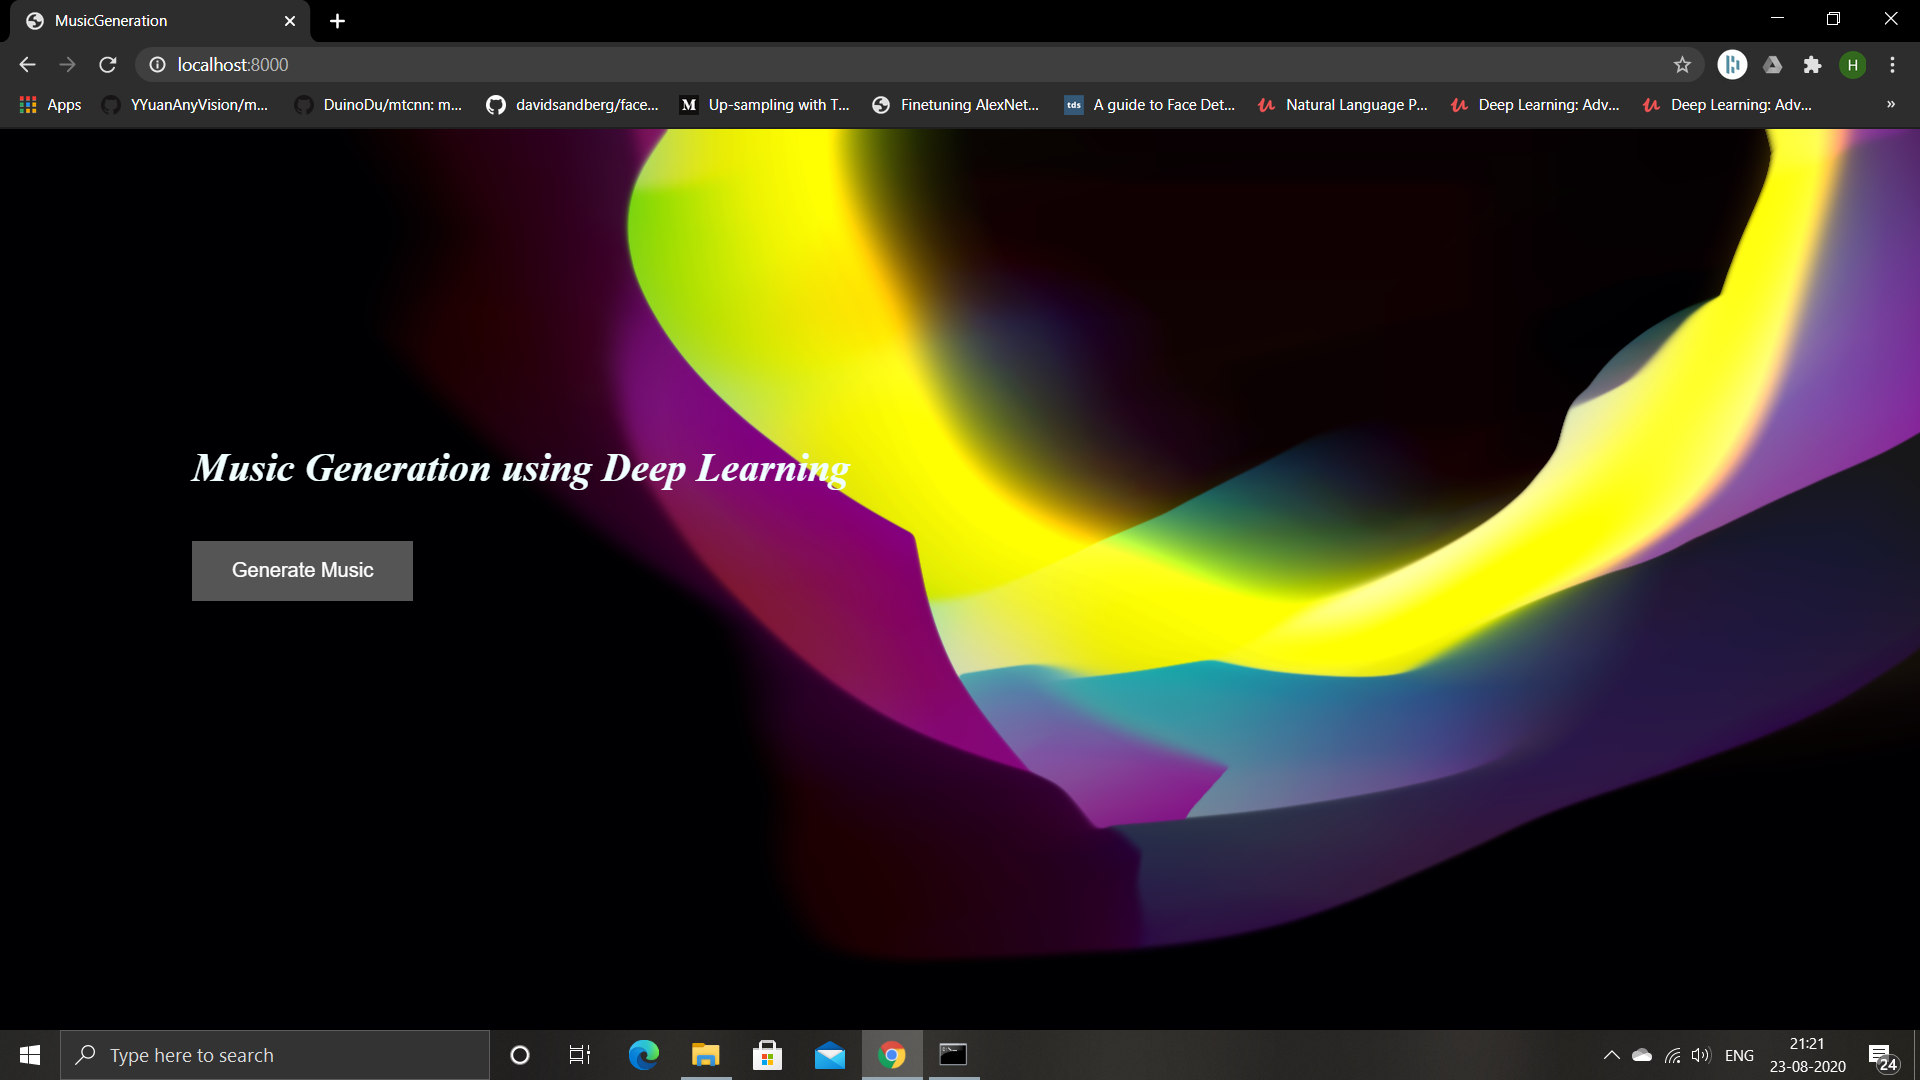 MusicGeneration
localhost:8000
Apps YYuanAnyVision/m... DuinoDu/mtcnn: m... davidsandberg/face... M Up-sampling with T... Finetuning AlexNet... tds A guide to Face Det... Natural Language P... Deep Learning: Adv... Deep Learning: Adv... »
H
Music Generation using Deep Learning
Generate Music
Type here to search
ENG
21:21
23-08-2020
24